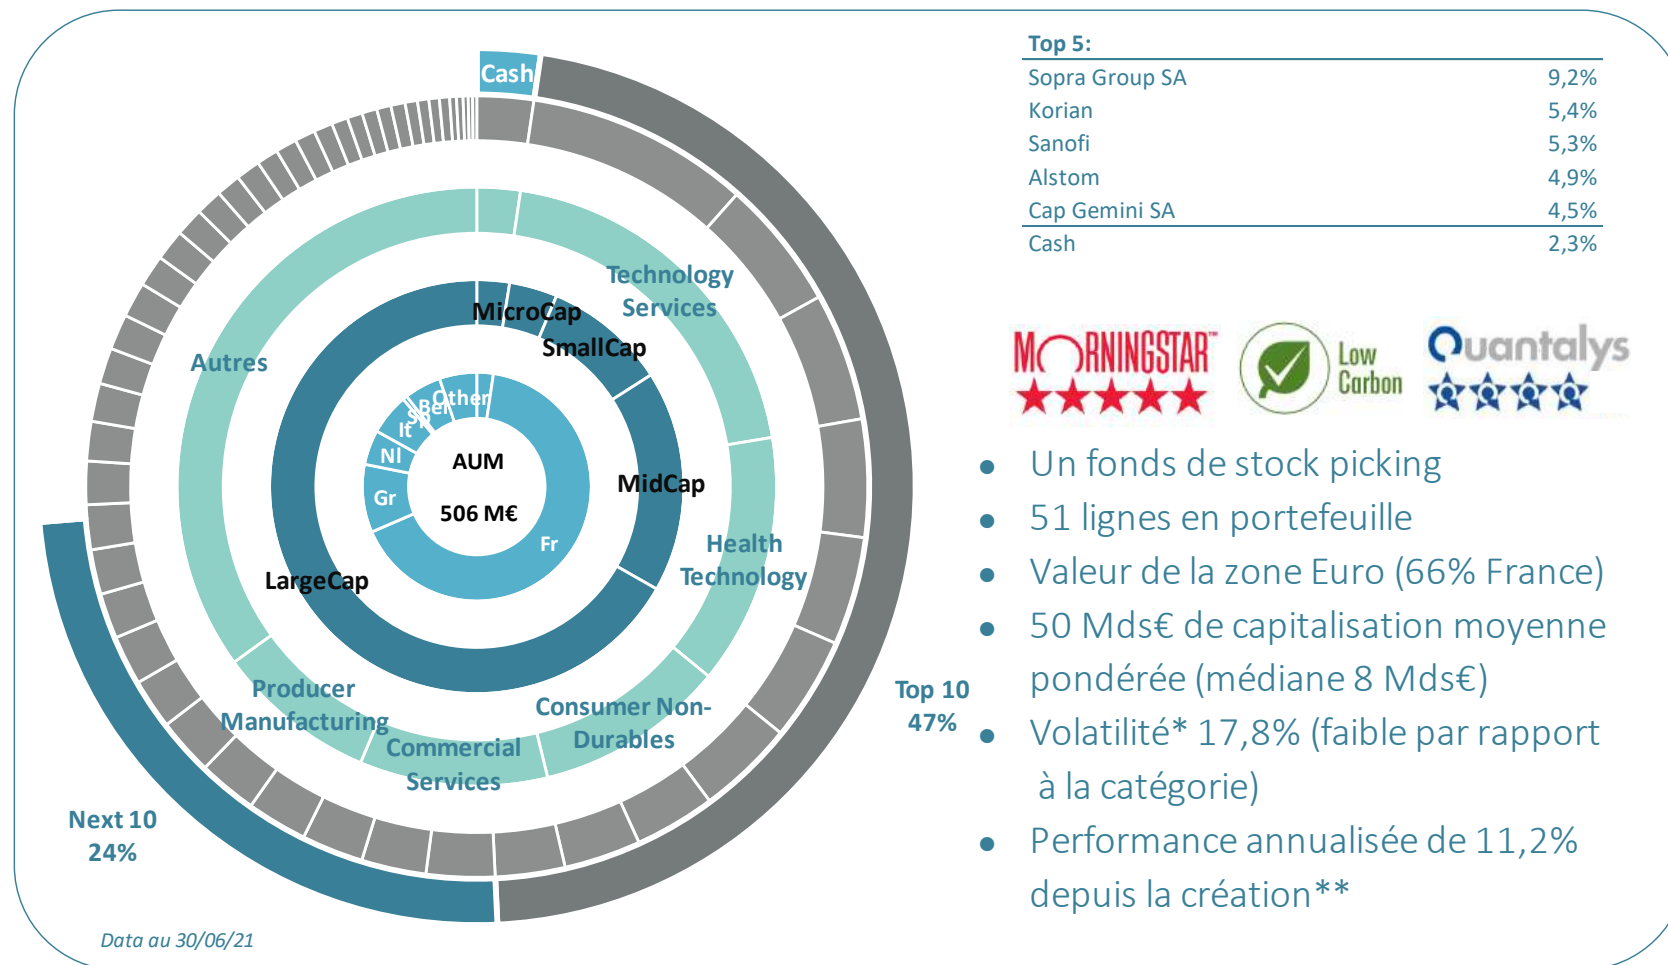 Cash
Technology
Services
MicroCap
SmallCap
Autres
Other
Bel
Sp
It
Nl
AUM
MidCap
Gr
506 M€
Fr
Health
Technology
LargeCap
Producer
Manufacturing
Consumer Non-
Durables
Commercial
Services
Top 10
47%
Next 10
24%
Data au 30/06/21
Top 5:
Sopra Group SA 9,2%
Korian 5,4%
Sanofi 5,3%
Alstom 4,9%
Cap Gemini SA 4,5%
Cash 2,3%
MORNINGSTAR™
Low
Carbon
Quantalys
● Un fonds de stock picking
● 51 lignes en portefeuille
● Valeur de la zone Euro (66% France)
● 50 Mds€ de capitalisation moyenne
pondérée (médiane 8 Mds€)
● Volatilité* 17,8% (faible par rapport
à la catégorie)
● Performance annualisée de 11,2%
depuis la création**